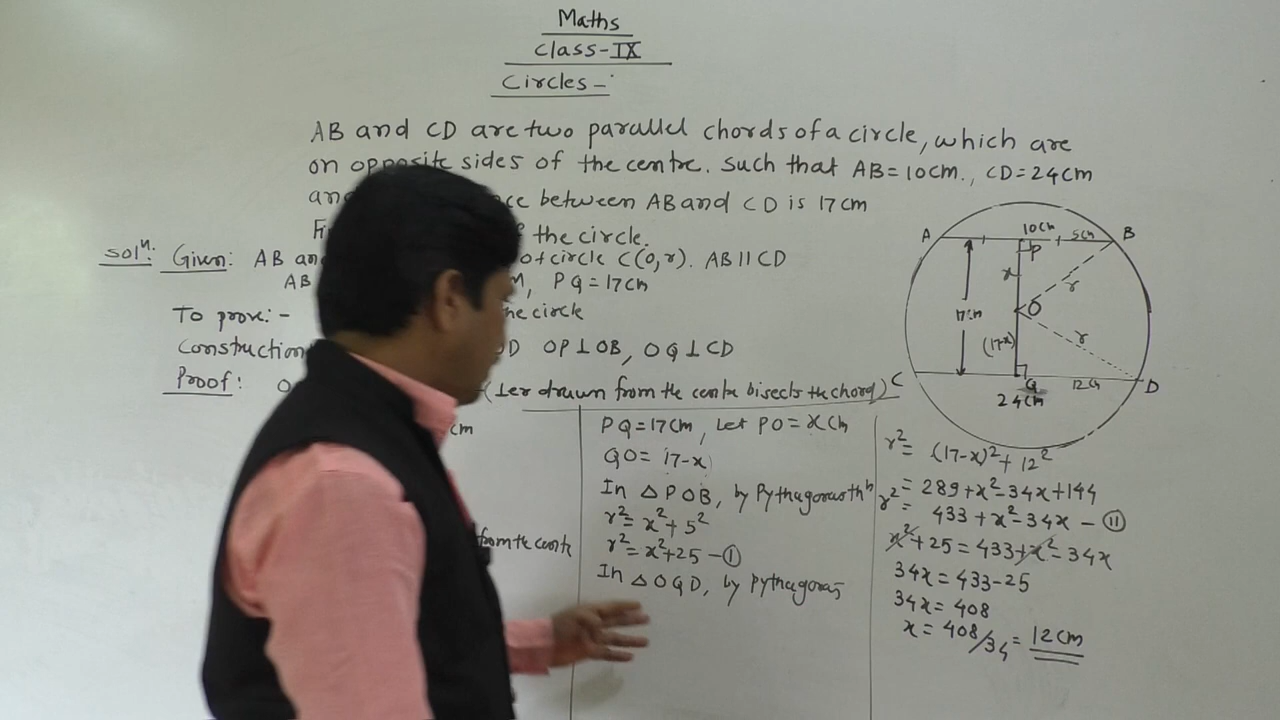 Maths
Class-IX
Circles-
AB and CD are two parallel chords of a circle, which are
on opposite sides of the centre. Such that AB=10cm., CD=24cm
between AB and CD is 17cm
the circle.
Solⁿ: Given: AB of circle C(O,r). AB || CD
AB PQ=17cm
To prove:- the circle
Construction OP⊥OB, OQ⊥CD
Proof: (⊥er drawn from the centre bisects the chord)
cm
from the centre
PQ=17cm, Let PO=xcm
QO= 17-x
In △POB, by Pythagoras thm
r²=x²+5²
r²=x²+25-①
In △OQD, by Pythagoras
r²= (17-x)²+12²
= 289+x²-34x+144
r²= 433+x²-34x-⑪
x²+25=433+x²-34x
34x=433-25
34x=408
x=408/34=12cm
A
10cm
5cm
B
P
x
r
O
17cm
(17-x)
r
C
Q
12cm
D
24cm